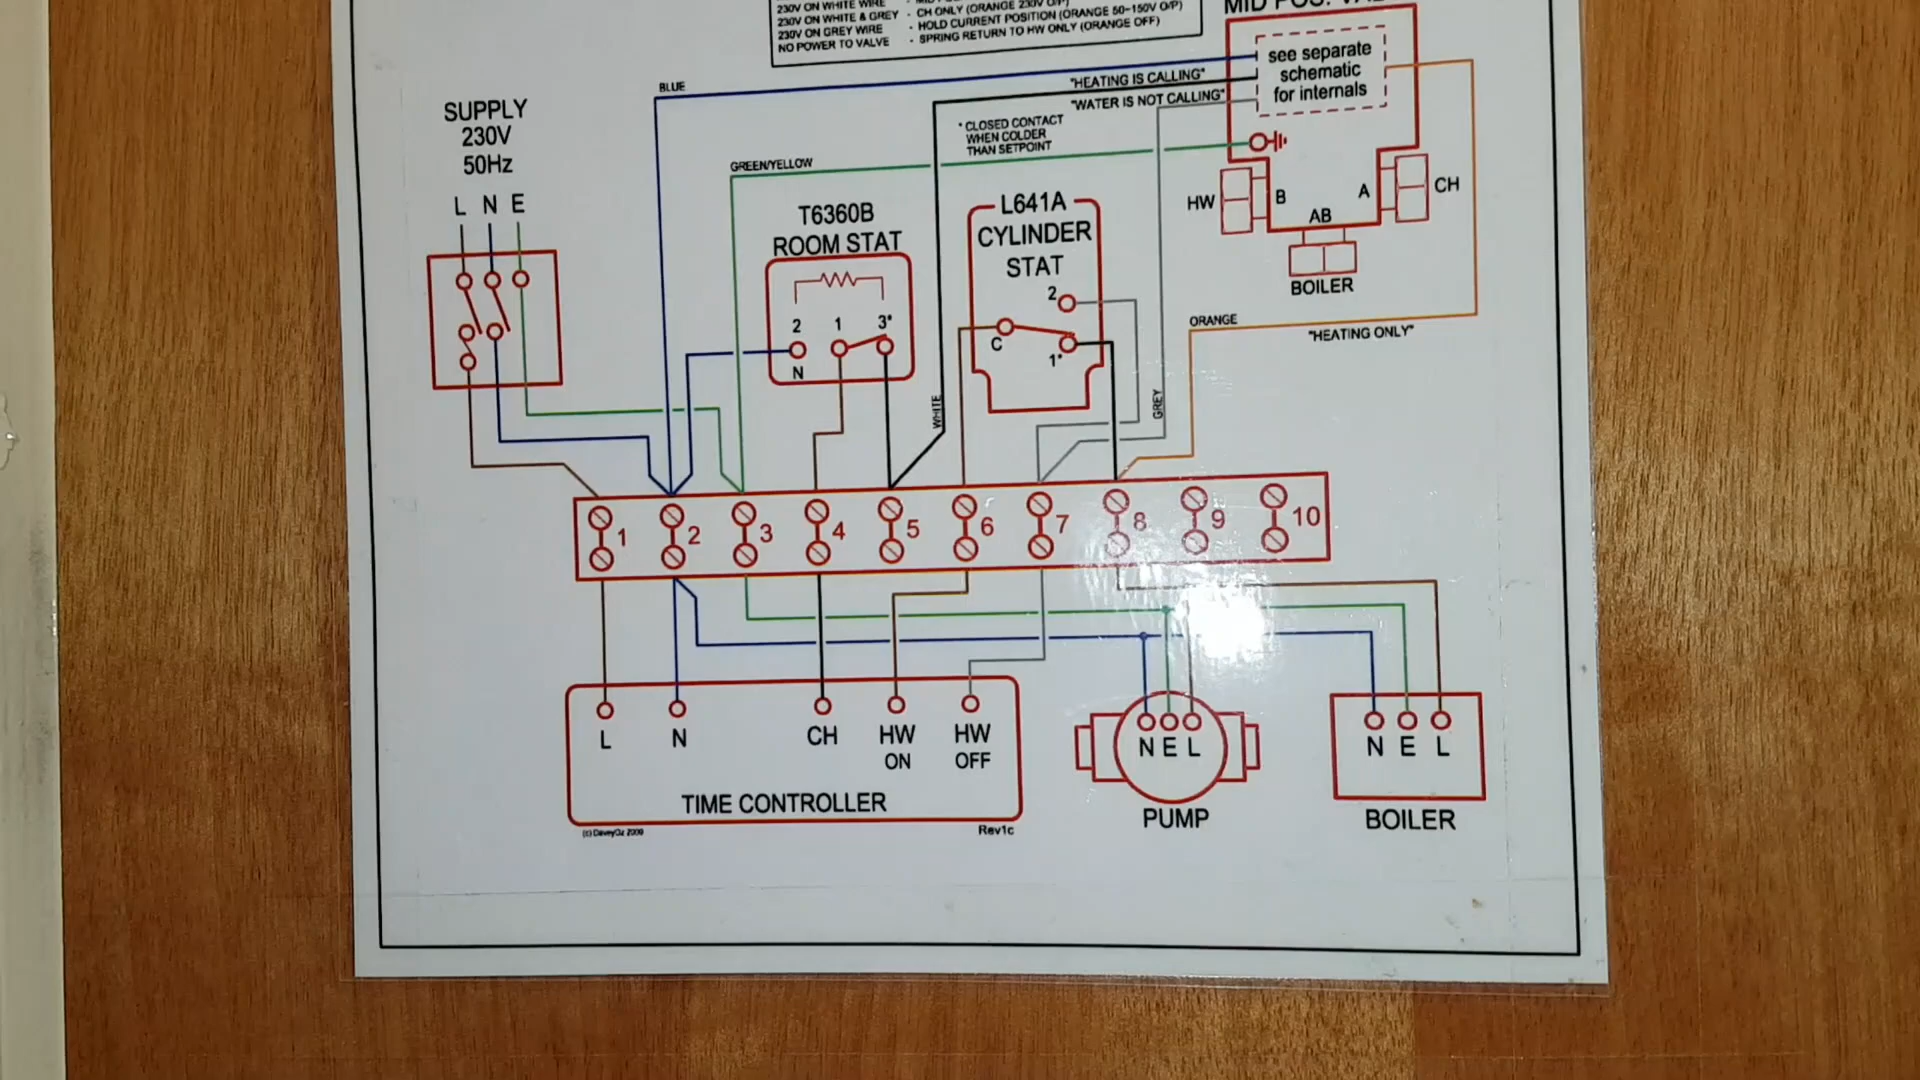 230V ON WHITE WIRE
230V ON WHITE & GREY - CH ONLY (ORANGE 230V O/P)
230V ON GREY WIRE - HOLD CURRENT POSITION (ORANGE 50-150V O/P)
NO POWER TO VALVE - SPRING RETURN TO HW ONLY (ORANGE OFF)
MID POS.
see separate
schematic
for internals
BLUE
"HEATING IS CALLING"
"WATER IS NOT CALLING"
* CLOSED CONTACT
WHEN COLDER
THAN SETPOINT
GREEN/YELLOW
SUPPLY
230V
50Hz
L N E
T6360B
ROOM STAT
2 1 3*
N
L641A
CYLINDER
STAT
2
C
1*
HW
B
A
CH
AB
BOILER
ORANGE
"HEATING ONLY"
WHITE
GREY
1 2 3 4 5 6 7 8 9 10
L
N
CH
HW
ON
HW
OFF
TIME CONTROLLER
(c) DaveyOz 2009
Rev1c
N E L
PUMP
N E L
BOILER